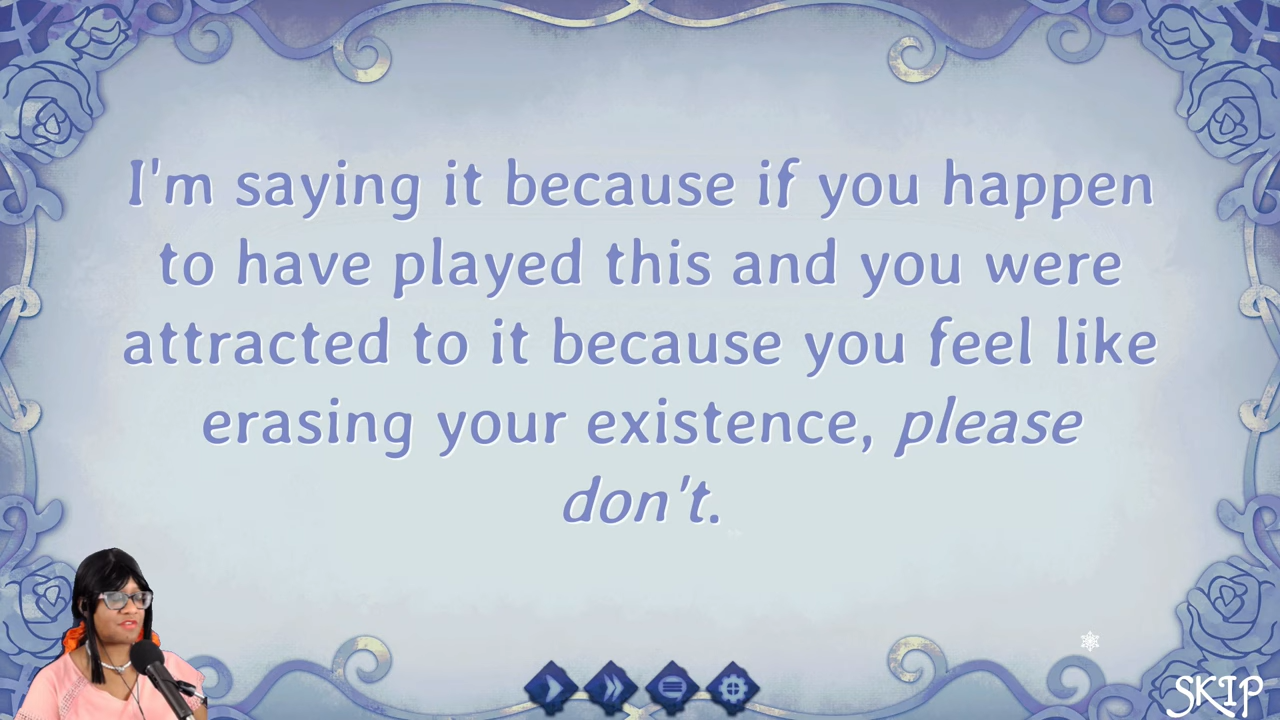 I'm saying it because if you happen
to have played this and you were
attracted to it because you feel like
erasing your existence, please
don't.
SKIP